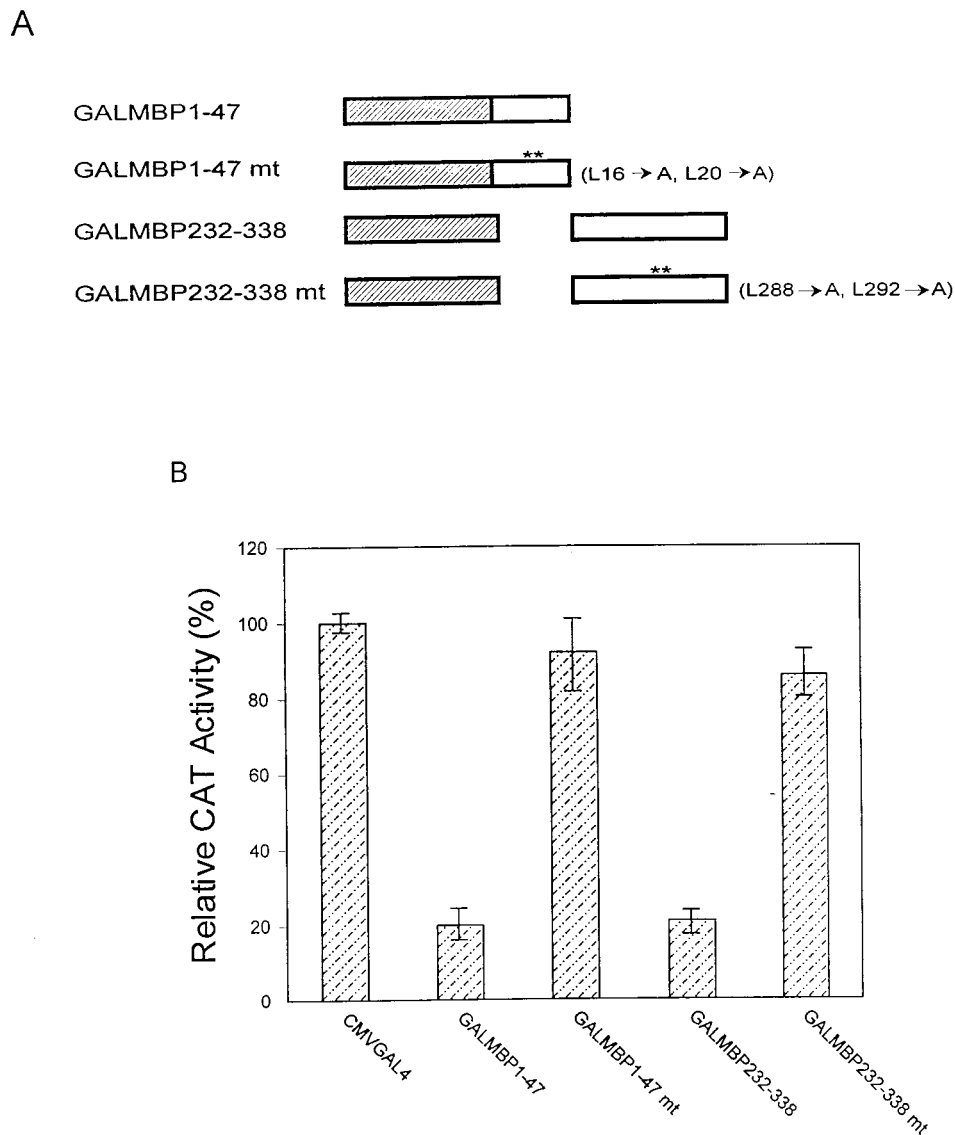 A
GALMBP1-47
GALMBP1-47 mt
**
(L16 → A, L20 → A)
GALMBP232-338
GALMBP232-338 mt
**
(L288 → A, L292 → A)
B
Relative CAT Activity (%)
120
100
80
60
40
20
0
CMVGAL4
GALMBP1-47
GALMBP1-47 mt
GALMBP232-338
GALMBP232-338 mt